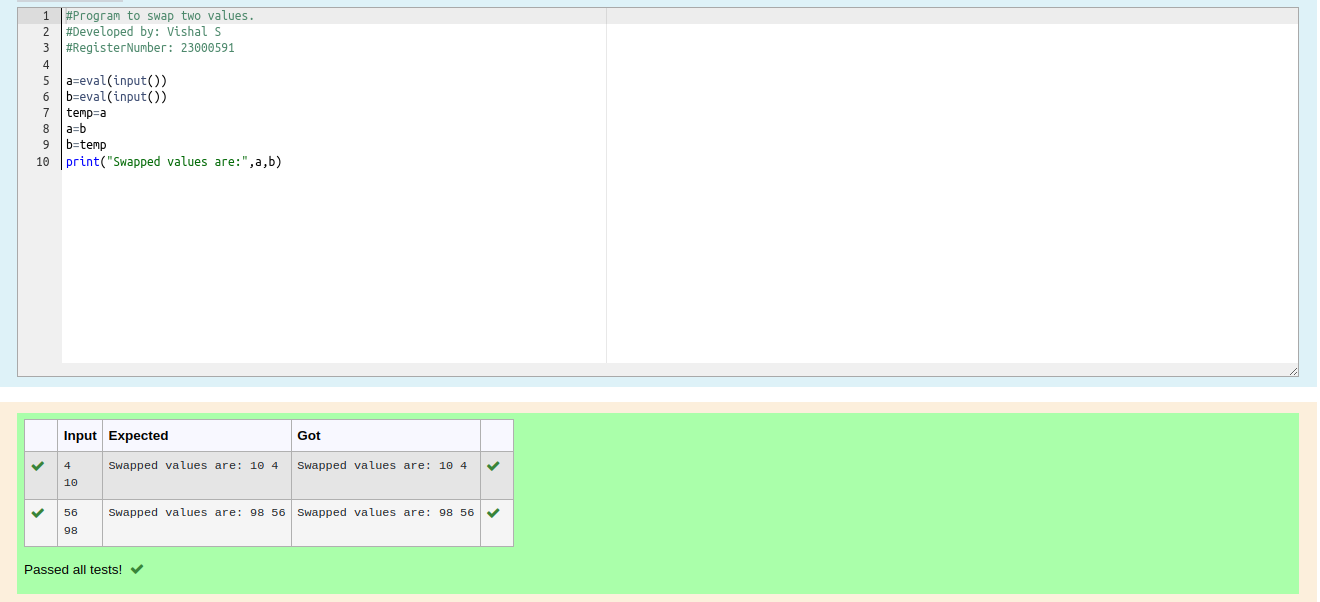 1 #Program to swap two values.
2 #Developed by: Vishal S
3 #RegisterNumber: 23000591
4
5 a=eval(input())
6 b=eval(input())
7 temp=a
8 a=b
9 b=temp
10 print("Swapped values are:",a,b)
Input Expected Got
4 Swapped values are: 10 4 Swapped values are: 10 4
10
56 Swapped values are: 98 56 Swapped values are: 98 56
98
Passed all tests!